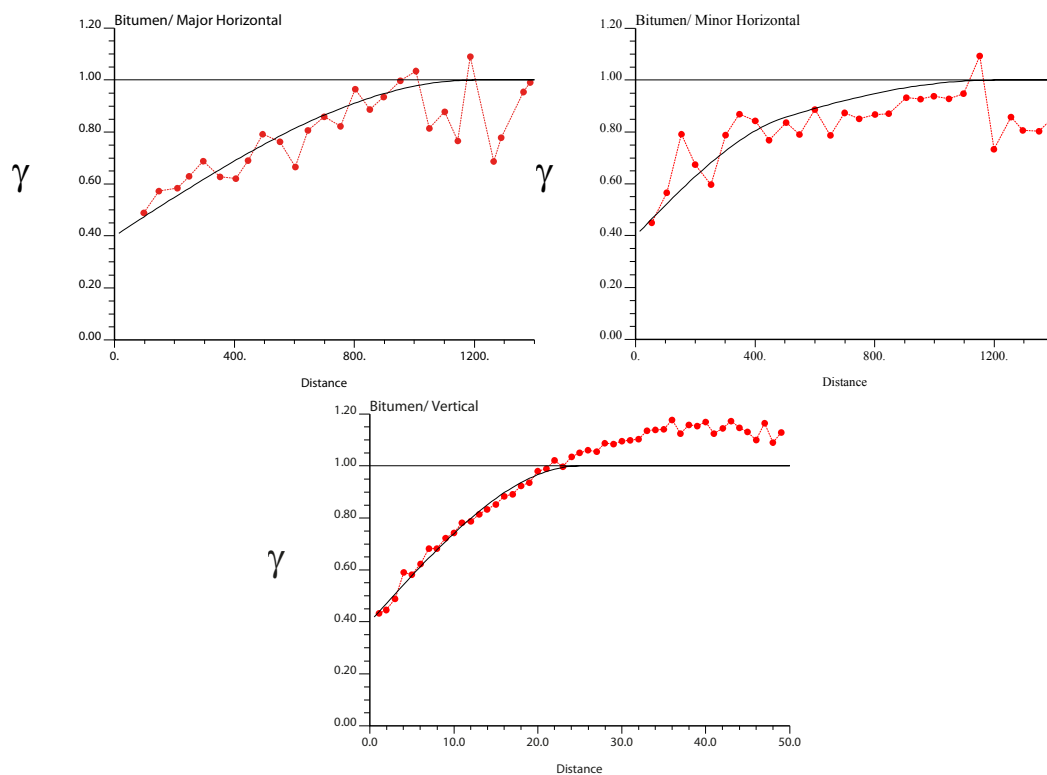 Bitumen/ Major Horizontal
1.20
1.00
0.80
γ
0.60
0.40
0.20
0.00
0. 400. 800. 1200.
Distance
Bitumen/ Minor Horizontal
1.20
1.00
0.80
γ
0.60
0.40
0.20
0.00
0. 400. 800. 1200.
Distance
Bitumen/ Vertical
1.20
1.00
0.80
γ
0.60
0.40
0.20
0.00
0.0 10.0 20.0 30.0 40.0 50.0
Distance